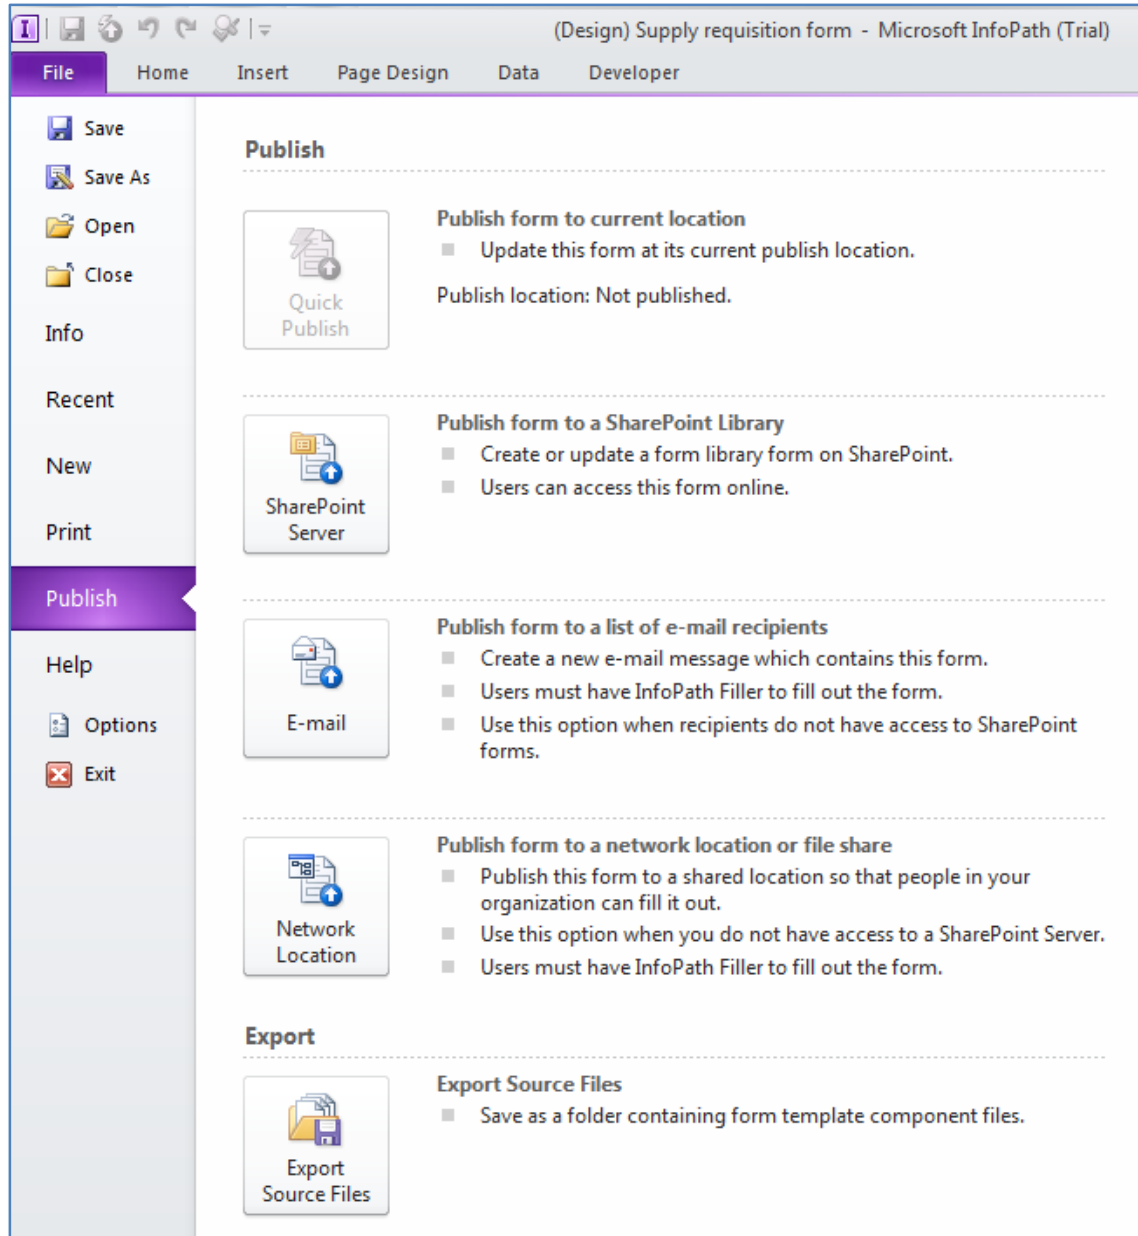 (Design) Supply requisition form - Microsoft InfoPath (Trial)
File Home Insert Page Design Data Developer
Save
Save As
Open
Close
Info
Recent
New
Print
Publish
Help
Options
Exit
Publish
Quick
Publish
Publish form to current location
Update this form at its current publish location.
Publish location: Not published.
SharePoint
Server
Publish form to a SharePoint Library
Create or update a form library form on SharePoint.
Users can access this form online.
E-mail
Publish form to a list of e-mail recipients
Create a new e-mail message which contains this form.
Users must have InfoPath Filler to fill out the form.
Use this option when recipients do not have access to SharePoint
forms.
Network
Location
Publish form to a network location or file share
Publish this form to a shared location so that people in your
organization can fill it out.
Use this option when you do not have access to a SharePoint Server.
Users must have InfoPath Filler to fill out the form.
Export
Export
Source Files
Export Source Files
Save as a folder containing form template component files.